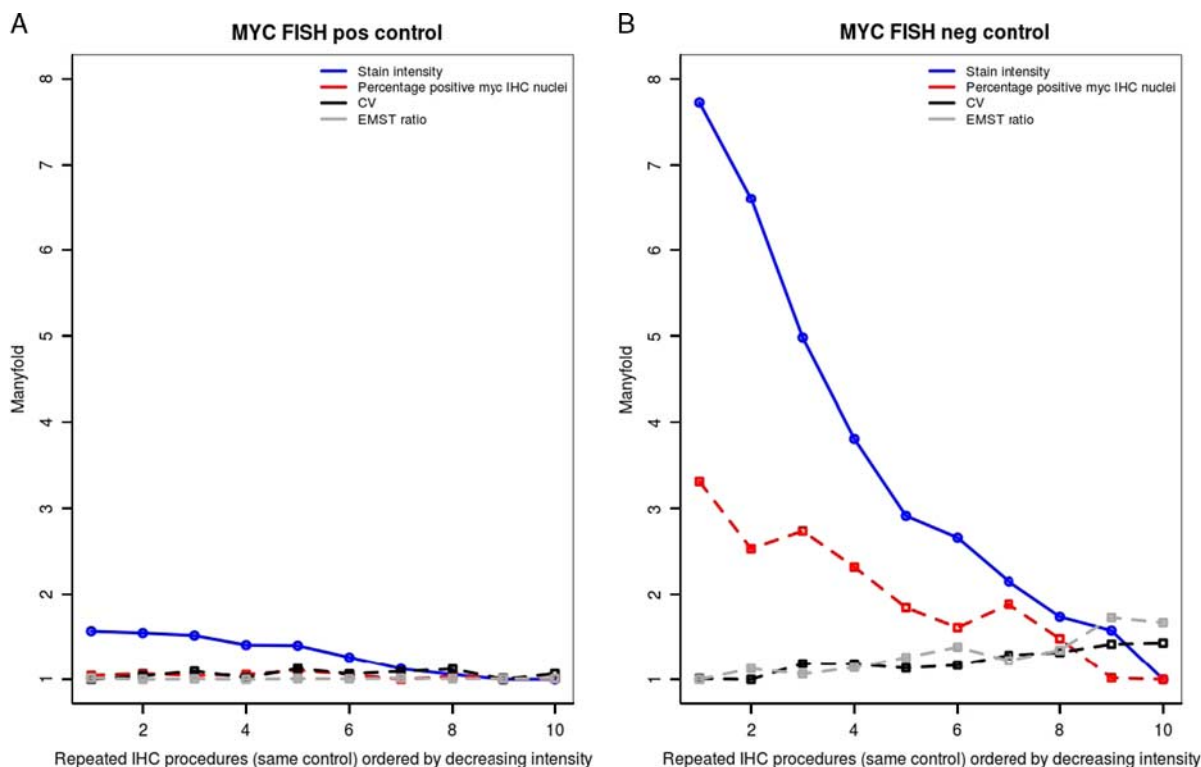 A
MYC FISH pos control
Stain intensity
Percentage positive myc IHC nuclei
CV
EMST ratio
8
7
6
5
4
3
2
1
Manyfold
2 4 6 8 10
Repeated IHC procedures (same control) ordered by decreasing intensity
B
MYC FISH neg control
Stain intensity
Percentage positive myc IHC nuclei
CV
EMST ratio
8
7
6
5
4
3
2
1
Manyfold
2 4 6 8 10
Repeated IHC procedures (same control) ordered by decreasing intensity